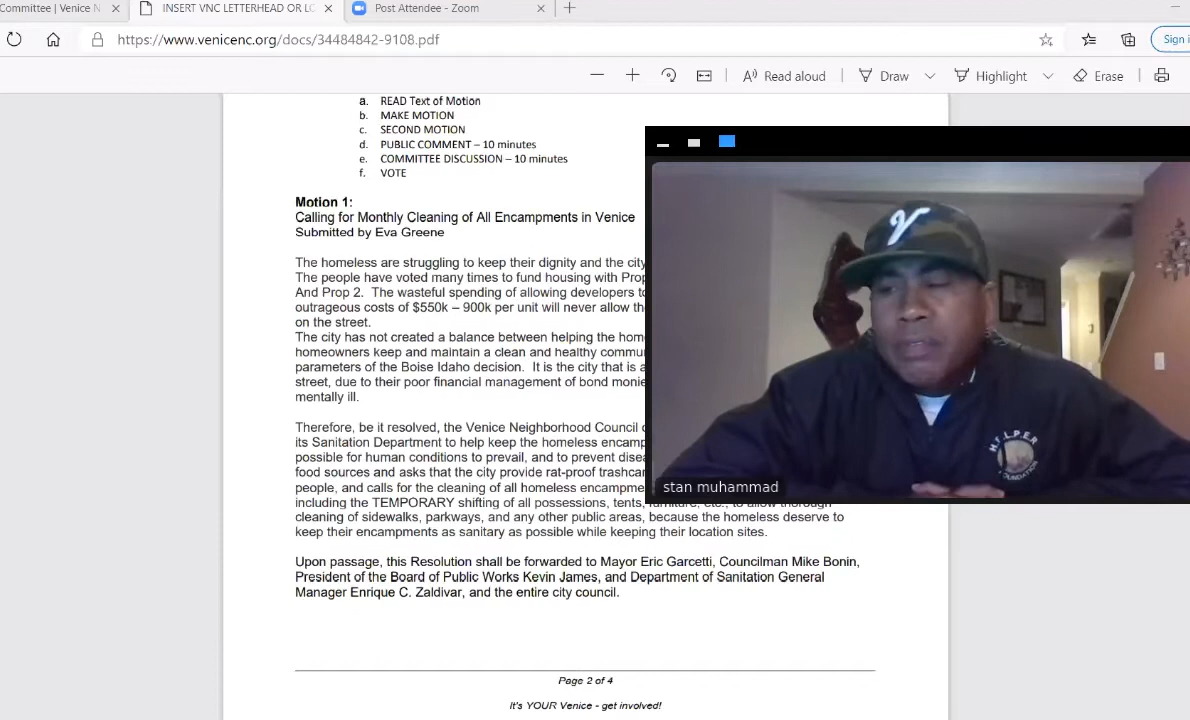 Committee | Venice N
INSERT VNC LETTERHEAD OR LO
Post Attendee - Zoom
https://www.venicenc.org/docs/34484842-9108.pdf
Sign i
Read aloud
Draw
Highlight
Erase
a. READ Text of Motion
b. MAKE MOTION
c. SECOND MOTION
d. PUBLIC COMMENT – 10 minutes
e. COMMITTEE DISCUSSION – 10 minutes
f. VOTE
Motion 1:
Calling for Monthly Cleaning of All Encampments in Venice
Submitted by Eva Greene
The homeless are struggling to keep their dignity and the city
The people have voted many times to fund housing with Prop
And Prop 2. The wasteful spending of allowing developers to
outrageous costs of $550k – 900k per unit will never allow th
on the street.
The city has not created a balance between helping the hom
homeowners keep and maintain a clean and healthy commu
parameters of the Boise Idaho decision. It is the city that is a
street, due to their poor financial management of bond monie
mentally ill.
Therefore, be it resolved, the Venice Neighborhood Council c
its Sanitation Department to help keep the homeless encamp
possible for human conditions to prevail, and to prevent disea
food sources and asks that the city provide rat-proof trashcan
people, and calls for the cleaning of all homeless encampme
including the TEMPORARY shifting of all possessions, tents, furniture, etc., to allow thorough
cleaning of sidewalks, parkways, and any other public areas, because the homeless deserve to
keep their encampments as sanitary as possible while keeping their location sites.
Upon passage, this Resolution shall be forwarded to Mayor Eric Garcetti, Councilman Mike Bonin,
President of the Board of Public Works Kevin James, and Department of Sanitation General
Manager Enrique C. Zaldivar, and the entire city council.
Page 2 of 4
It's YOUR Venice - get involved!
V
H.E.L.P.E.R
FOUNDATION
stan muhammad